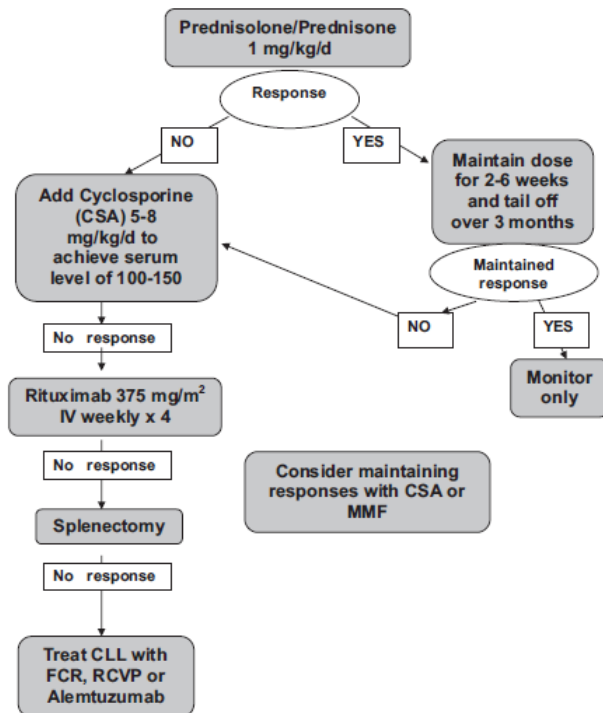 Prednisolone/Prednisone
1 mg/kg/d
Response
NO
YES
Maintain dose
for 2-6 weeks
and tail off
over 3 months
Add Cyclosporine
(CSA) 5-8
mg/kg/d to
achieve serum
level of 100-150
Maintained
response
NO
YES
No response
Monitor
only
Rituximab 375 mg/m²
IV weekly x 4
No response
Consider maintaining
responses with CSA or
MMF
Splenectomy
No response
Treat CLL with
FCR, RCVP or
Alemtuzumab